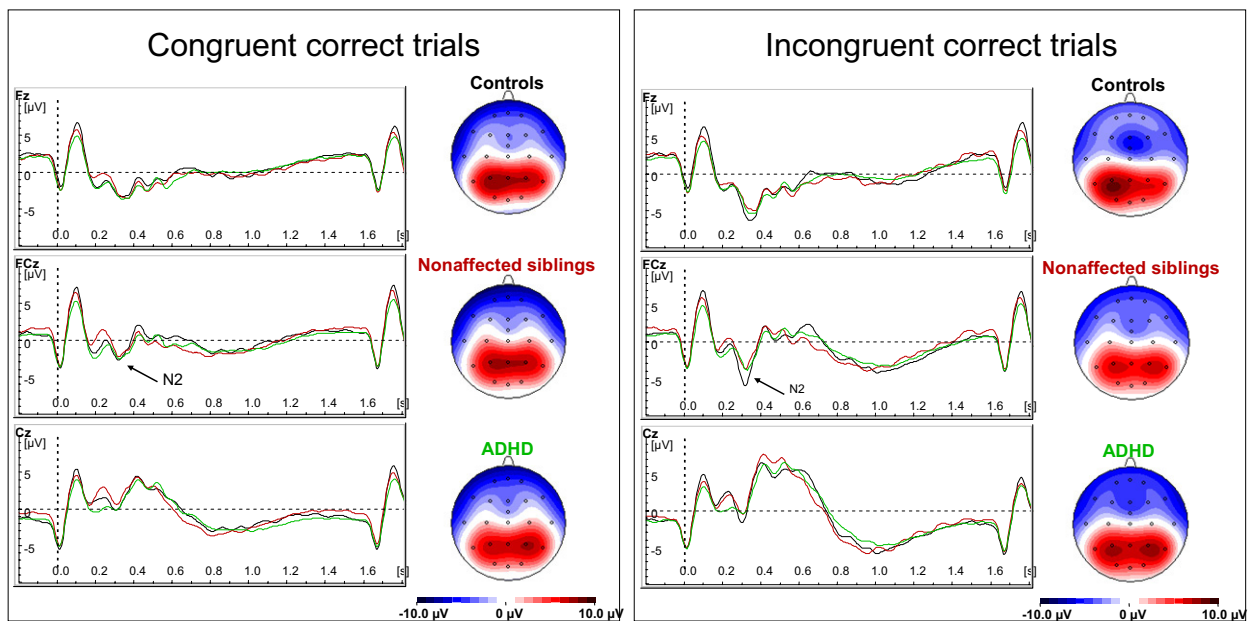 Congruent correct trials
Fz
[µV]
5
0
-5
0.0 0.2 0.4 0.6 0.8 1.0 1.2 1.4 1.6 [s]
FCz
[µV]
5
0
-5
N2
0.0 0.2 0.4 0.6 0.8 1.0 1.2 1.4 1.6 [s]
Cz
[µV]
5
0
-5
0.0 0.2 0.4 0.6 0.8 1.0 1.2 1.4 1.6 [s]
Controls
Nonaffected siblings
ADHD
-10.0 µV 0 µV 10.0 µV
Incongruent correct trials
Fz
[µV]
5
0
-5
0.0 0.2 0.4 0.6 0.8 1.0 1.2 1.4 1.6 [s]
FCz
[µV]
5
0
-5
N2
0.0 0.2 0.4 0.6 0.8 1.0 1.2 1.4 1.6 [s]
Cz
[µV]
5
0
-5
0.0 0.2 0.4 0.6 0.8 1.0 1.2 1.4 1.6 [s]
Controls
Nonaffected siblings
ADHD
-10.0 µV 0 µV 10.0 µV